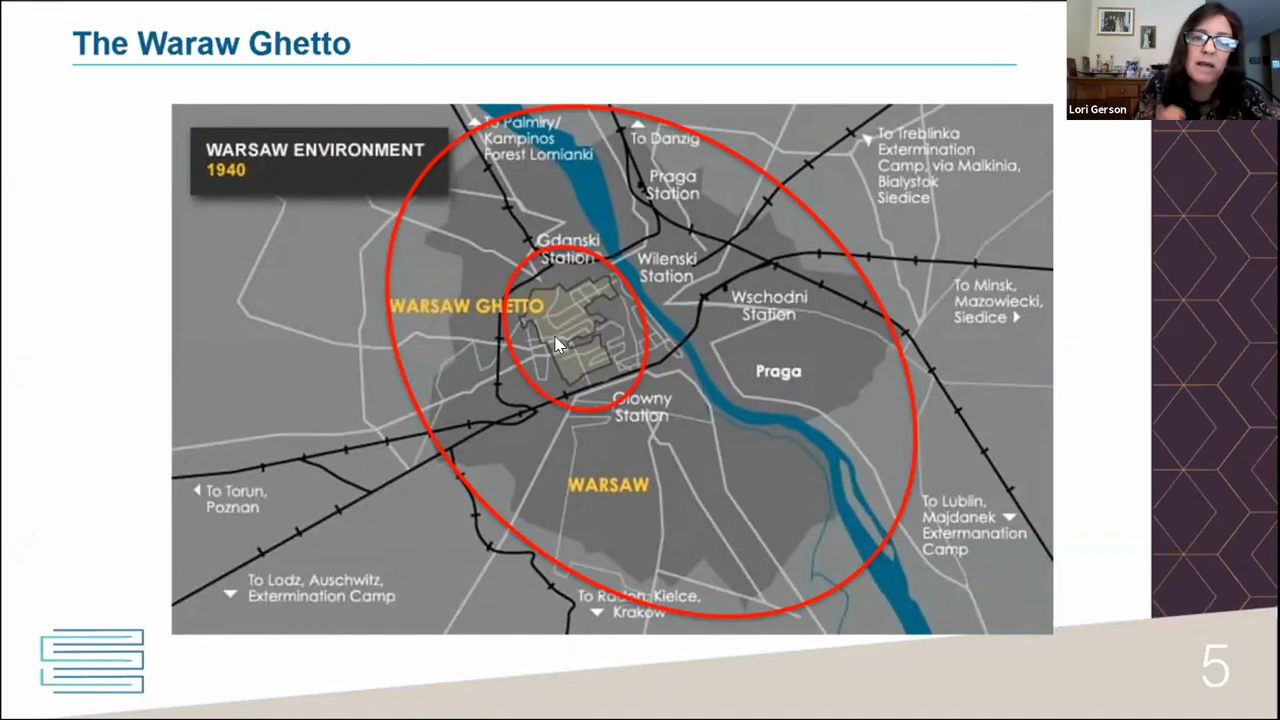 The Waraw Ghetto
Lori Gerson
WARSAW ENVIRONMENT
1940
To Palmiry/
Kampinos
Forest Lomianki
To Danzig
Praga
Station
To Treblinka
Extermination
Camp, via Malkinia,
Bialystok
Siedice
Gdanski
Station
Wilenski
Station
To Minsk,
Mazowiecki,
Siedice
WARSAW GHETTO
Wschodni
Station
Praga
Glowny
Station
WARSAW
To Torun,
Poznan
To Lublin,
Majdanek
Extermanation
Camp
To Lodz, Auschwitz,
Extermination Camp
To Radon, Kielce,
Krakow
5